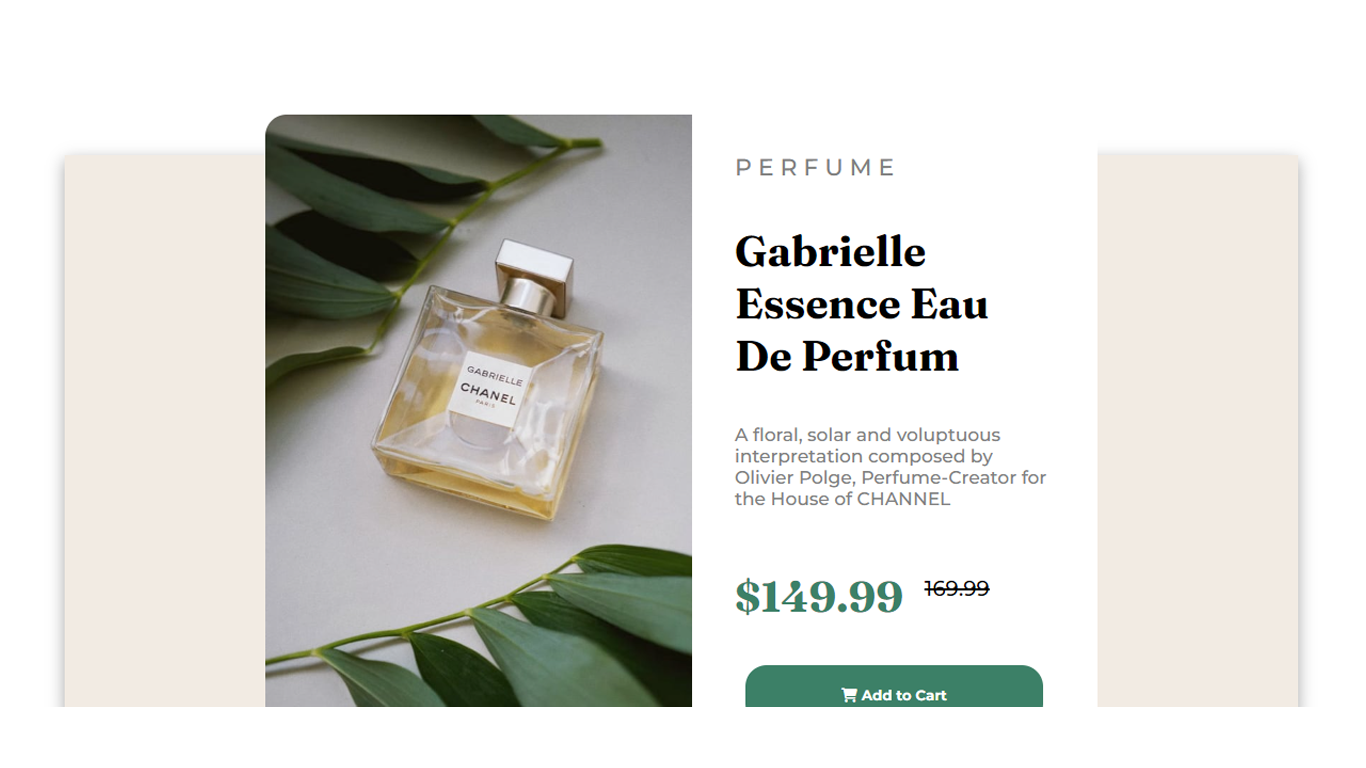 PERFUME
Gabrielle
Essence Eau
De Perfum
GABRIELLE
CHANEL
PARIS
A floral, solar and voluptuous
interpretation composed by
Olivier Polge, Perfume-Creator for
the House of CHANNEL
$149.99 169.99
Add to Cart